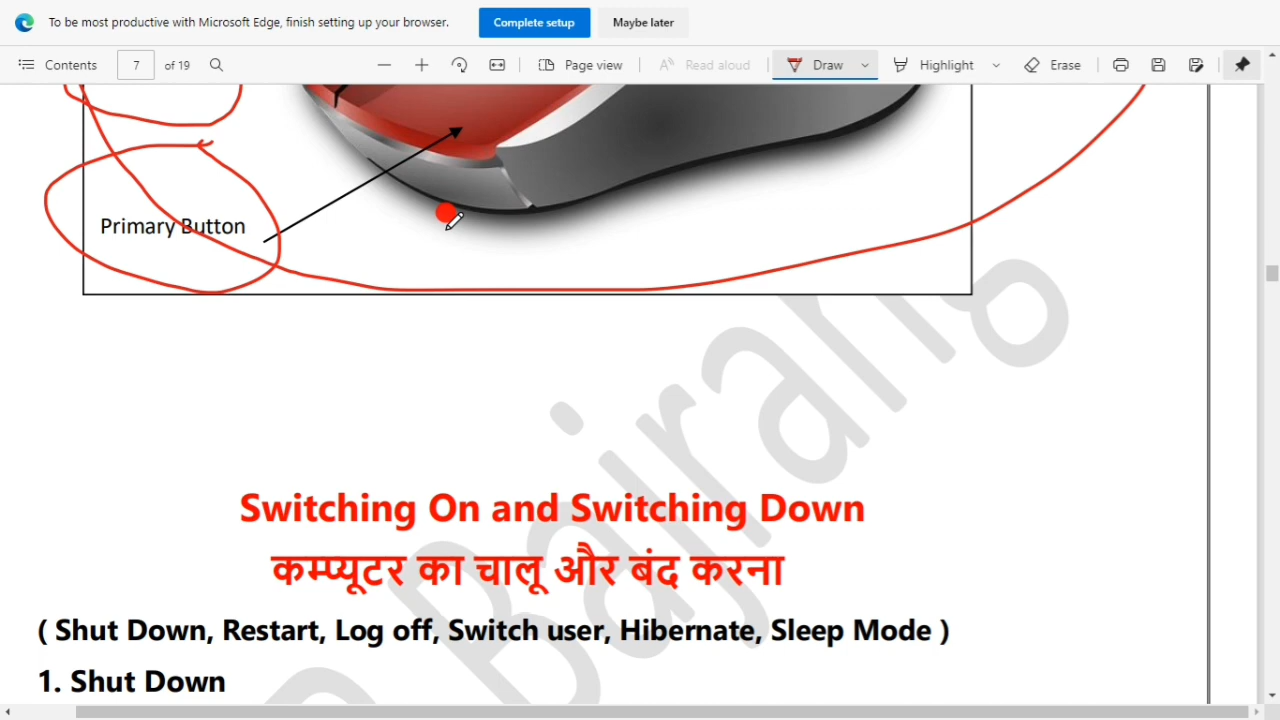 To be most productive with Microsoft Edge, finish setting up your browser. Complete setup Maybe later
Contents 7 of 19 Page view Read aloud Draw Highlight Erase
Primary Button
Bajrang
Switching On and Switching Down
कम्प्यूटर का चालू और बंद करना
( Shut Down, Restart, Log off, Switch user, Hibernate, Sleep Mode )
1. Shut Down